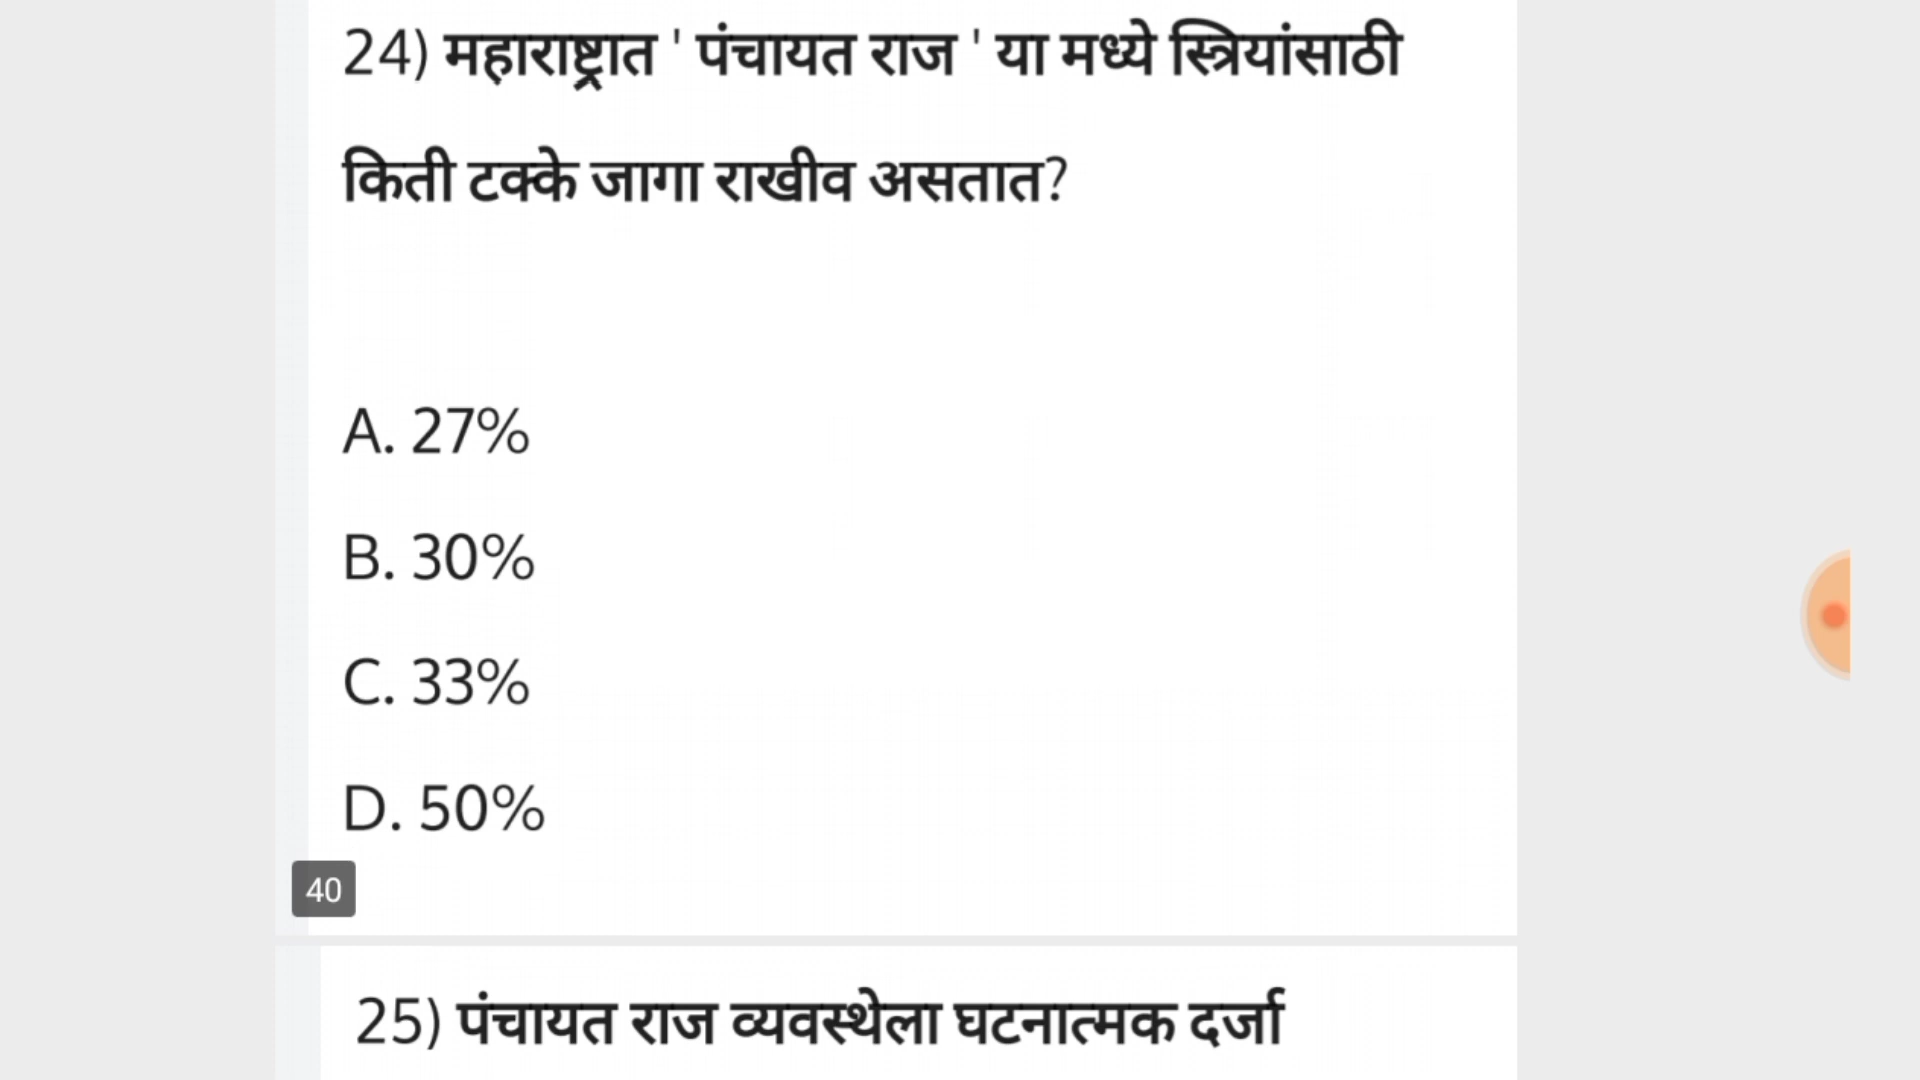 24) महाराष्ट्रात ' पंचायत राज ' या मध्ये स्त्रियांसाठी
किती टक्के जागा राखीव असतात?
A. 27%
B. 30%
C. 33%
D. 50%
40
25) पंचायत राज व्यवस्थेला घटनात्मक दर्जा